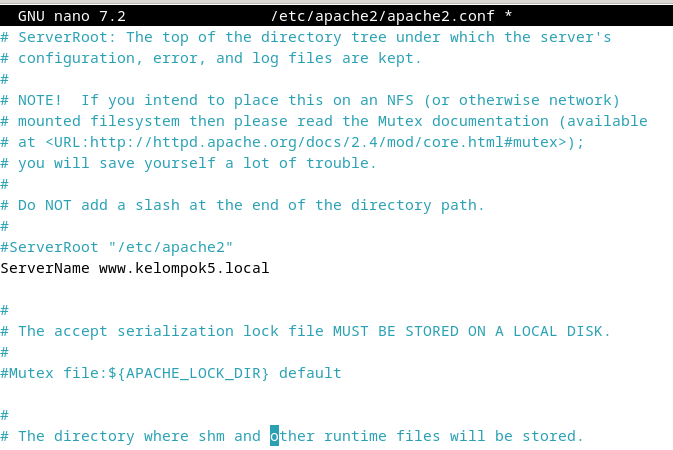 GNU nano 7.2 /etc/apache2/apache2.conf *
# ServerRoot: The top of the directory tree under which the server's
# configuration, error, and log files are kept.
#
# NOTE!  If you intend to place this on an NFS (or otherwise network)
# mounted filesystem then please read the Mutex documentation (available
# at <URL:http://httpd.apache.org/docs/2.4/mod/core.html#mutex>);
# you will save yourself a lot of trouble.
#
# Do NOT add a slash at the end of the directory path.
#
#ServerRoot "/etc/apache2"
ServerName www.kelompok5.local
#
# The accept serialization lock file MUST BE STORED ON A LOCAL DISK.
#
#Mutex file:${APACHE_LOCK_DIR} default
#
# The directory where shm and other runtime files will be stored.